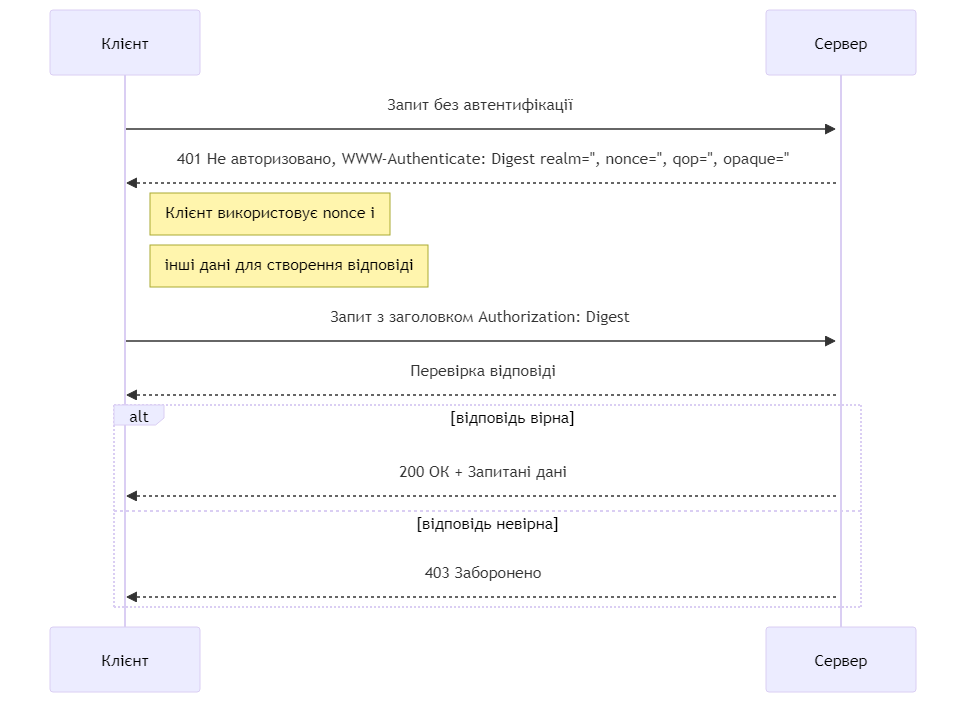 Клієнт
Сервер
Запит без автентифікації
401 Не авторизовано, WWW-Authenticate: Digest realm=", nonce=", qop=", opaque="
Клієнт використовує nonce і
інші дані для створення відповіді
Запит з заголовком Authorization: Digest
Перевірка відповіді
alt
[відповідь вірна]
200 ОК + Запитані дані
[відповідь невірна]
403 Заборонено
Клієнт
Сервер